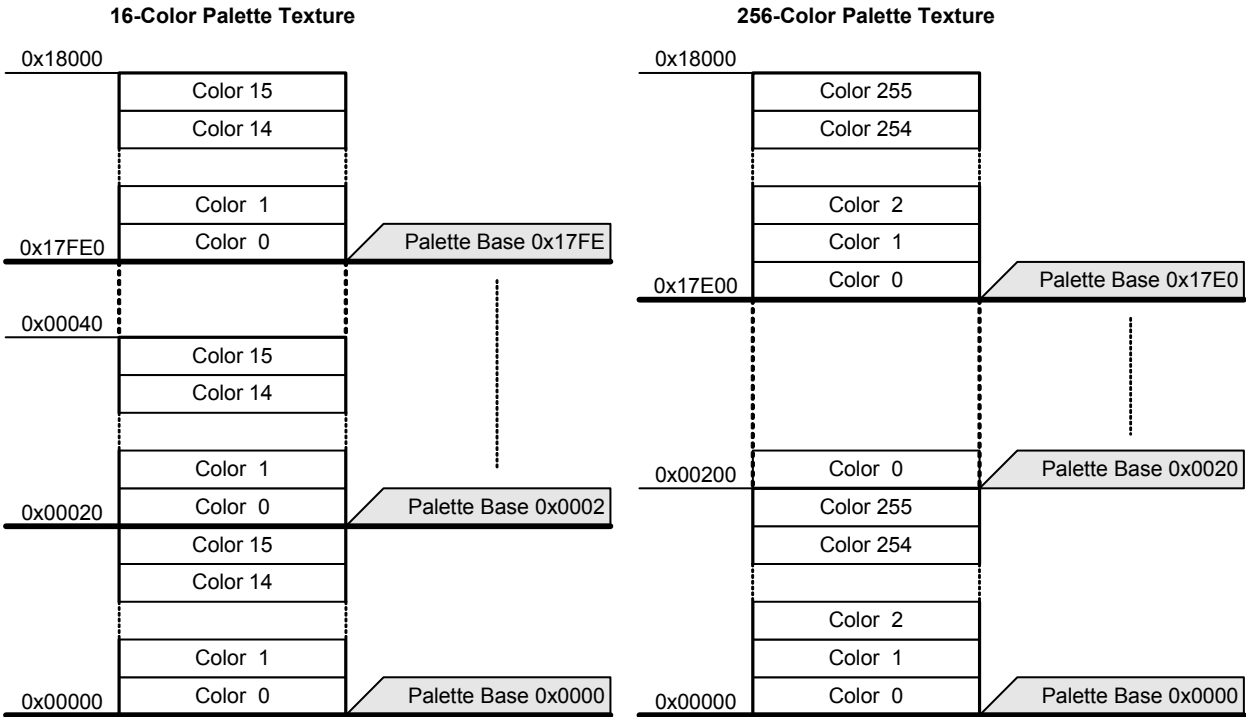 16-Color Palette Texture
0x18000
Color 15
Color 14
Color 1
Color 0
0x17FE0
Palette Base 0x17FE
0x00040
Color 15
Color 14
Color 1
Color 0
0x00020
Palette Base 0x0002
Color 15
Color 14
Color 1
Color 0
0x00000
Palette Base 0x0000
256-Color Palette Texture
0x18000
Color 255
Color 254
Color 2
Color 1
Color 0
0x17E00
Palette Base 0x17E0
Color 0
0x00200
Palette Base 0x0020
Color 255
Color 254
Color 2
Color 1
Color 0
0x00000
Palette Base 0x0000